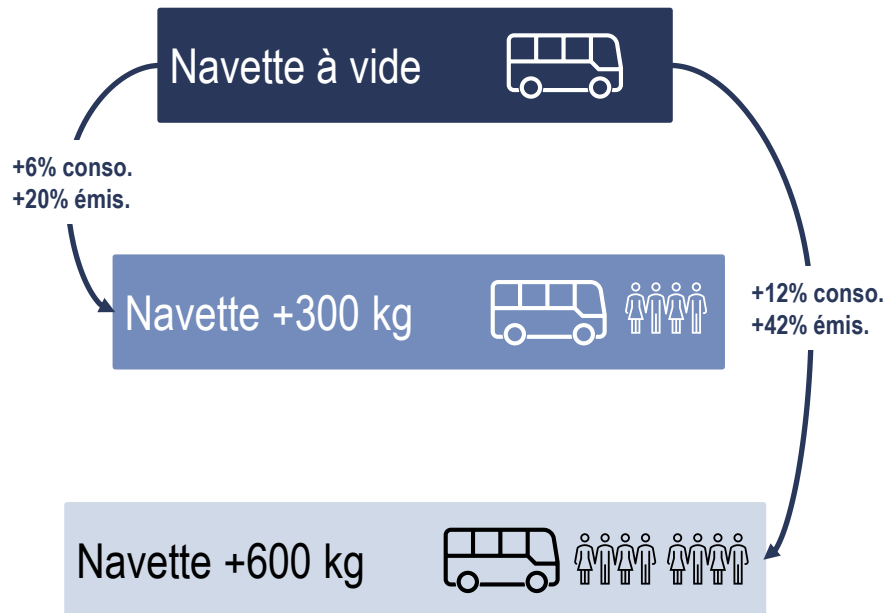 Navette à vide
+6% conso.
+20% émis.
Navette +300 kg
+12% conso.
+42% émis.
Navette +600 kg